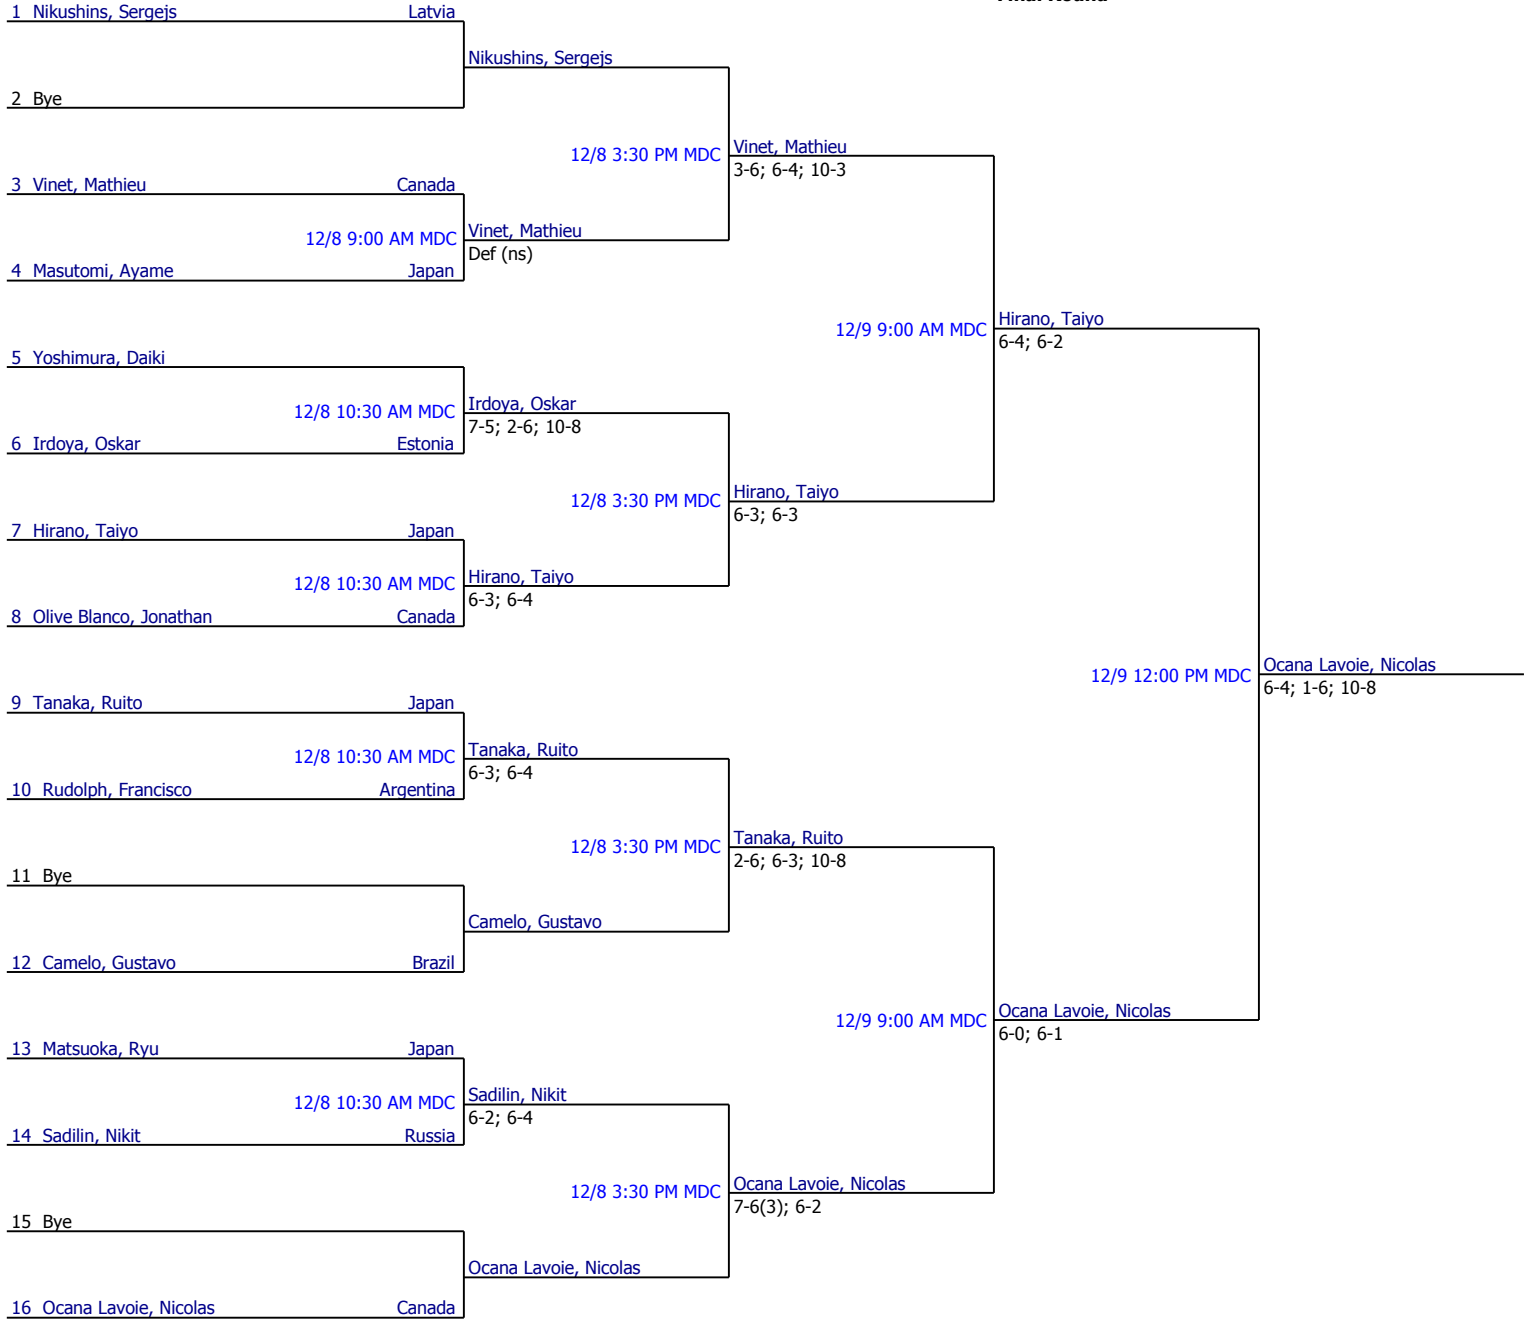 1 Nikushins, Sergejs Latvia
Nikushins, Sergejs
2 Bye
12/8 3:30 PM MDC Vinet, Mathieu
3-6; 6-4; 10-3
3 Vinet, Mathieu Canada
12/8 9:00 AM MDC Vinet, Mathieu
Def (ns)
4 Masutomi, Ayame Japan
12/9 9:00 AM MDC Hirano, Taiyo
6-4; 6-2
5 Yoshimura, Daiki
12/8 10:30 AM MDC Irdoya, Oskar
7-5; 2-6; 10-8
6 Irdoya, Oskar Estonia
12/8 3:30 PM MDC Hirano, Taiyo
6-3; 6-3
7 Hirano, Taiyo Japan
12/8 10:30 AM MDC Hirano, Taiyo
6-3; 6-4
8 Olive Blanco, Jonathan Canada
12/9 12:00 PM MDC Ocana Lavoie, Nicolas
6-4; 1-6; 10-8
9 Tanaka, Ruito Japan
12/8 10:30 AM MDC Tanaka, Ruito
6-3; 6-4
10 Rudolph, Francisco Argentina
12/8 3:30 PM MDC Tanaka, Ruito
2-6; 6-3; 10-8
11 Bye
Camelo, Gustavo
12 Camelo, Gustavo Brazil
12/9 9:00 AM MDC Ocana Lavoie, Nicolas
6-0; 6-1
13 Matsuoka, Ryu Japan
12/8 10:30 AM MDC Sadilin, Nikit
6-2; 6-4
14 Sadilin, Nikit Russia
12/8 3:30 PM MDC Ocana Lavoie, Nicolas
7-6(3); 6-2
15 Bye
Ocana Lavoie, Nicolas
16 Ocana Lavoie, Nicolas Canada